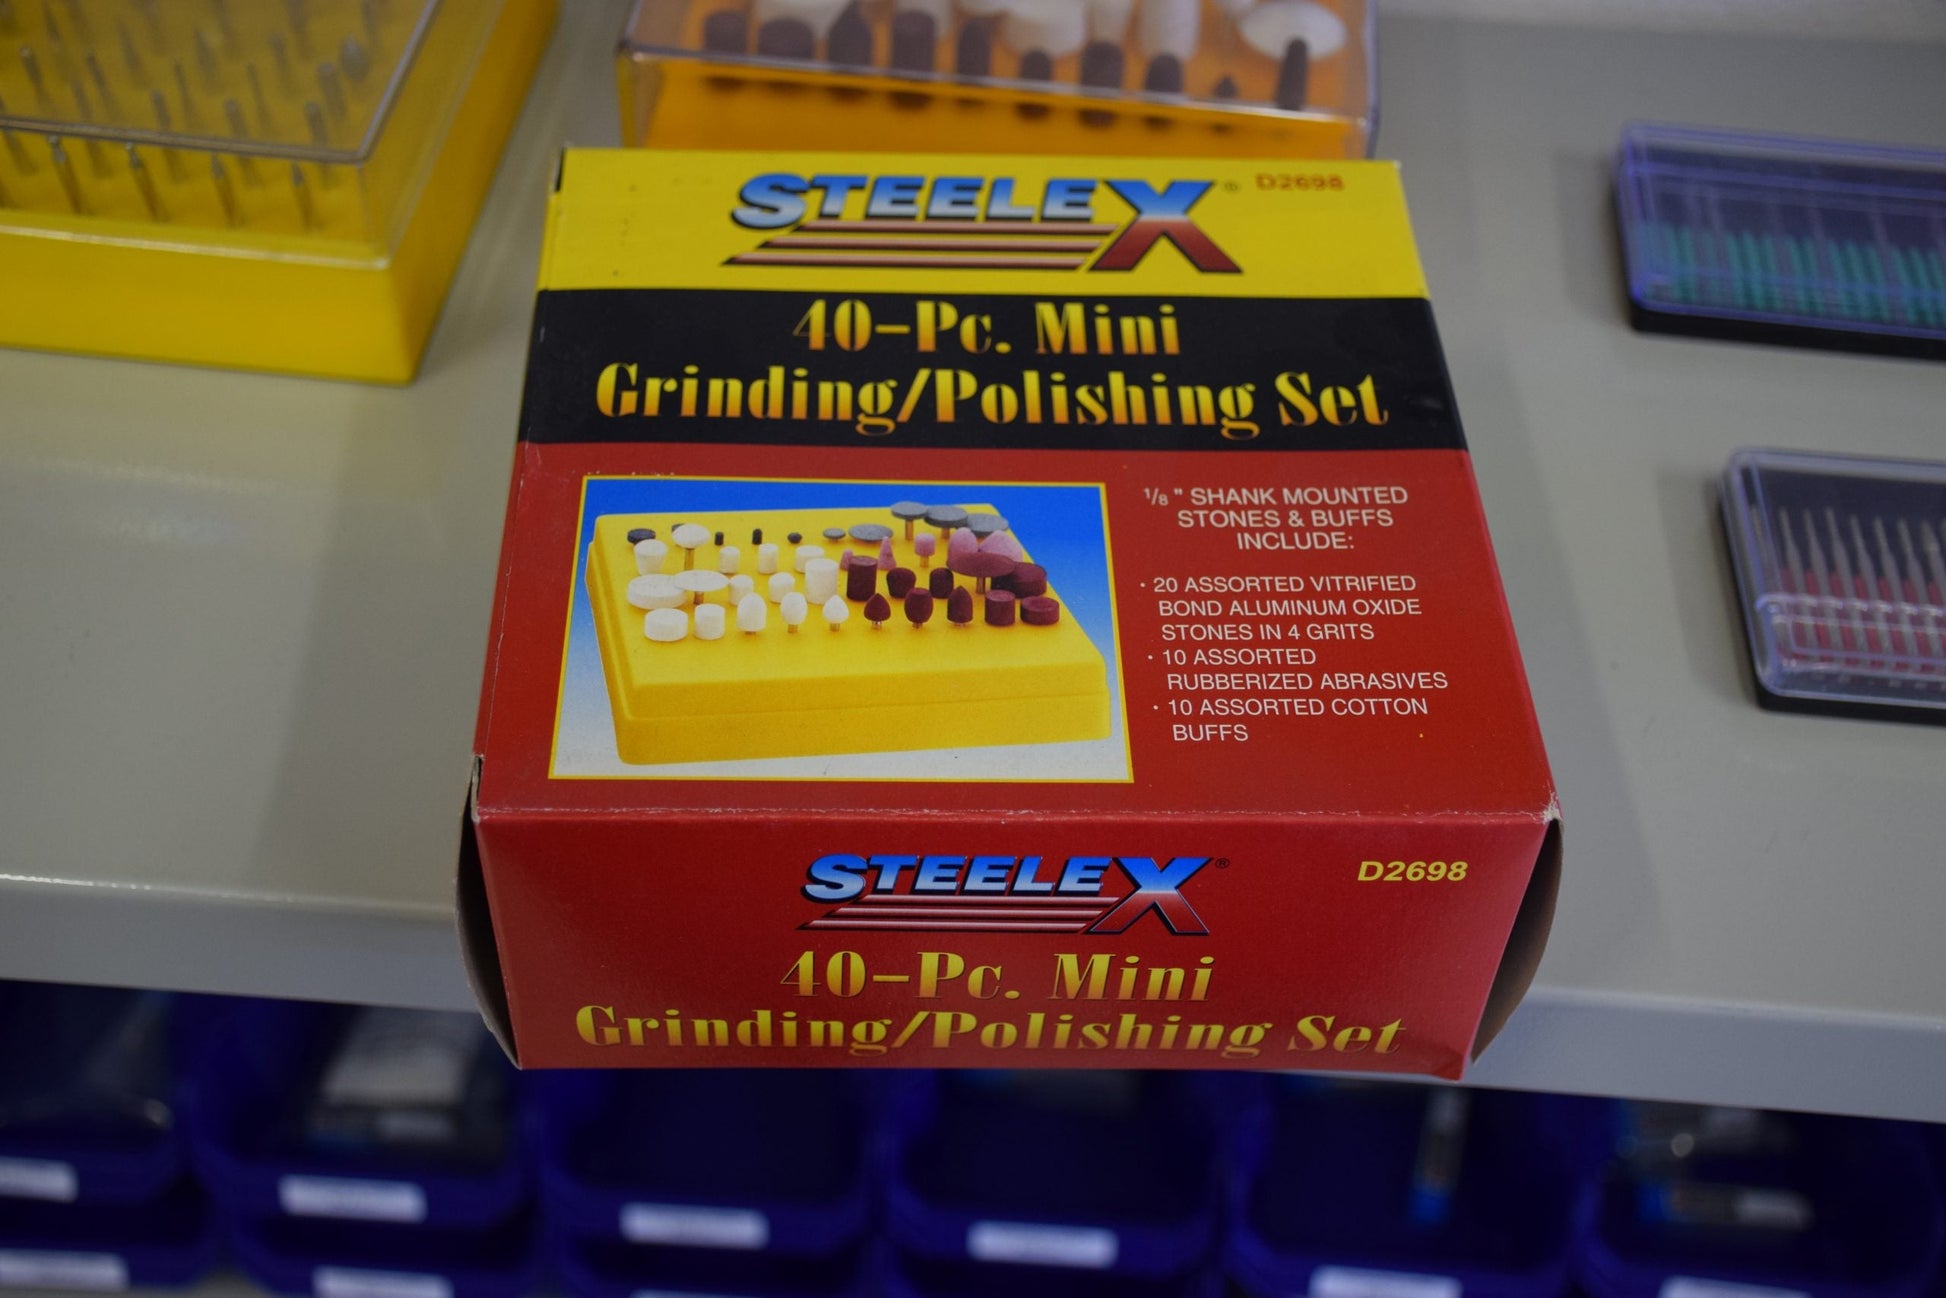 STEELEX® D2698
40-Pc. Mini
Grinding/Polishing Set
1/8" SHANK MOUNTED
STONES & BUFFS
INCLUDE:
· 20 ASSORTED VITRIFIED
BOND ALUMINUM OXIDE
STONES IN 4 GRITS
· 10 ASSORTED
RUBBERIZED ABRASIVES
· 10 ASSORTED COTTON
BUFFS
STEELEX® D2698
40-Pc. Mini
Grinding/Polishing Set